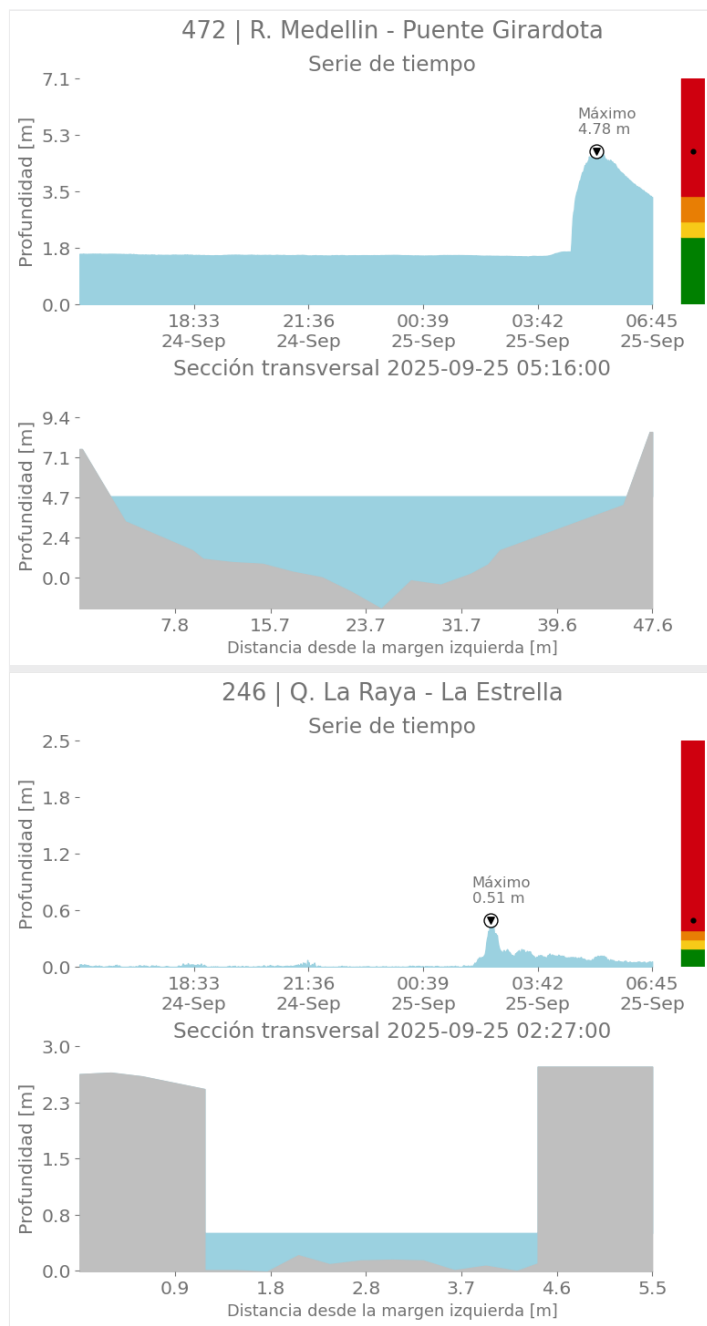 472 | R. Medellin - Puente Girardota
Serie de tiempo
7.1
5.3
3.5
1.8
0.0
Profundidad [m]
Máximo
4.78 m
18:33 21:36 00:39 03:42 06:45
24-Sep 24-Sep 25-Sep 25-Sep 25-Sep
Sección transversal 2025-09-25 05:16:00
9.4
7.1
4.7
2.4
0.0
Profundidad [m]
7.8 15.7 23.7 31.7 39.6 47.6
Distancia desde la margen izquierda [m]
246 | Q. La Raya - La Estrella
Serie de tiempo
2.5
1.8
1.2
0.6
0.0
Profundidad [m]
Máximo
0.51 m
18:33 21:36 00:39 03:42 06:45
24-Sep 24-Sep 25-Sep 25-Sep 25-Sep
Sección transversal 2025-09-25 02:27:00
3.0
2.3
1.5
0.8
0.0
Profundidad [m]
0.9 1.8 2.8 3.7 4.6 5.5
Distancia desde la margen izquierda [m]